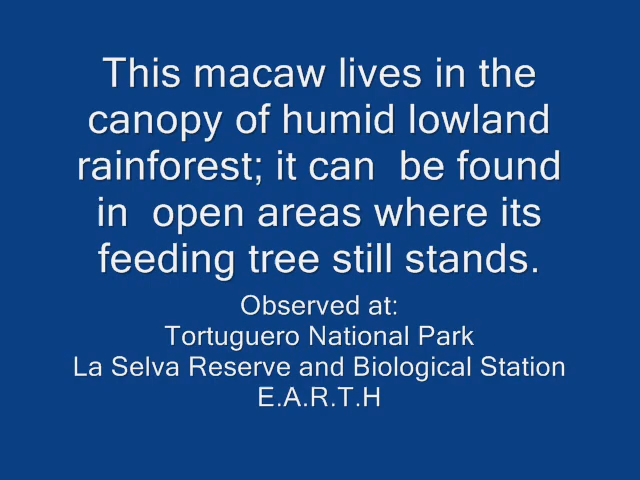 This macaw lives in the
canopy of humid lowland
rainforest; it can  be found
in  open areas where its
feeding tree still stands.
Observed at:
Tortuguero National Park
La Selva Reserve and Biological Station
E.A.R.T.H